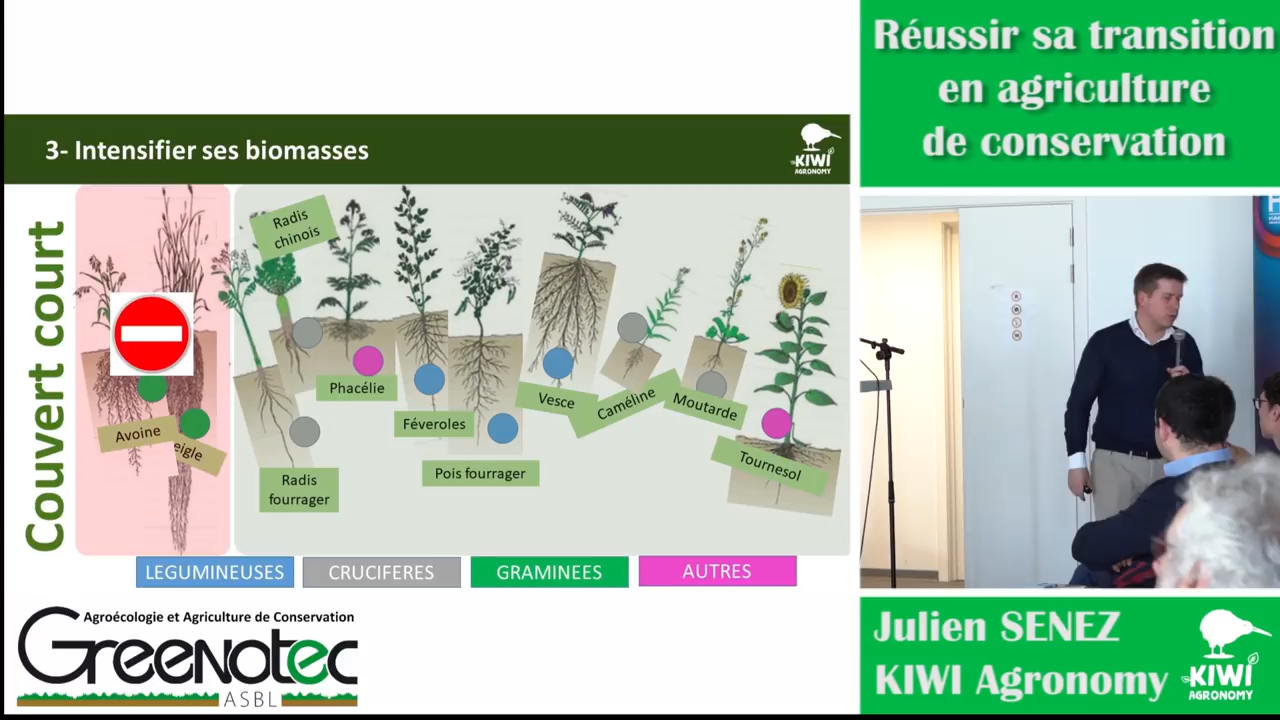 Réussir sa transition
en agriculture
de conservation
3- Intensifier ses biomasses
KIWI
AGRONOMY
Couvert court
Radis
chinois
Avoine
eigle
Phacélie
Féveroles
Vesce
Caméline
Moutarde
Tournesol
Pois fourrager
Radis
fourrager
LEGUMINEUSES
CRUCIFERES
GRAMINEES
AUTRES
Agroécologie et Agriculture de Conservation
Greenotec
ASBL
Julien SENEZ
KIWI Agronomy
KIWI
AGRONOMY